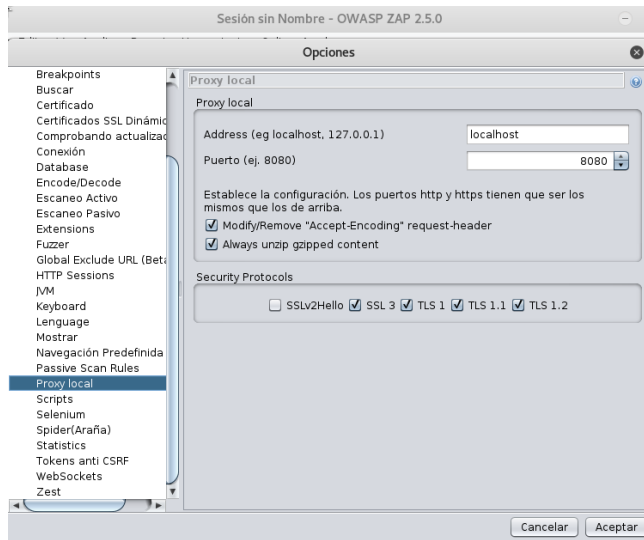 Sesión sin Nombre - OWASP ZAP 2.5.0
Opciones
Breakpoints
Buscar
Certificado
Certificados SSL Dinámic
Comprobando actualizac
Conexión
Database
Encode/Decode
Escaneo Activo
Escaneo Pasivo
Extensions
Fuzzer
Global Exclude URL (Beta
HTTP Sessions
JVM
Keyboard
Lenguage
Mostrar
Navegación Predefinida
Passive Scan Rules
Proxy local
Scripts
Selenium
Spider(Araña)
Statistics
Tokens anti CSRF
WebSockets
Zest
Proxy local
Proxy local
Address (eg localhost, 127.0.0.1)
localhost
Puerto (ej. 8080)
8080
Establece la configuración. Los puertos http y https tienen que ser los
mismos que los de arriba.
Modify/Remove "Accept-Encoding" request-header
Always unzip gzipped content
Security Protocols
SSLv2Hello SSL 3 TLS 1 TLS 1.1 TLS 1.2
Cancelar Aceptar